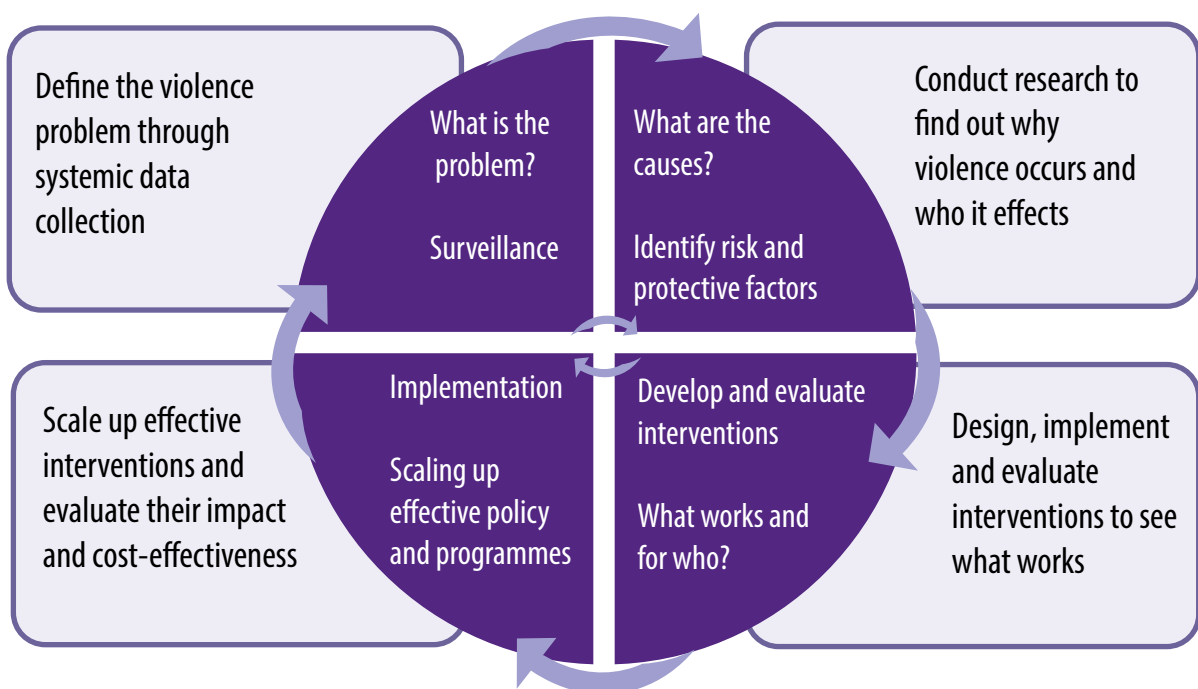 Define the violence
problem through
systemic data
collection
What is the
problem?
Surveillance
What are the
causes?
Identify risk and
protective factors
Conduct research to
find out why
violence occurs and
who it effects
Scale up effective
interventions and
evaluate their impact
and cost-effectiveness
Implementation
Scaling up
effective policy
and programmes
Develop and evaluate
interventions
What works and
for who?
Design, implement
and evaluate
interventions to see
what works